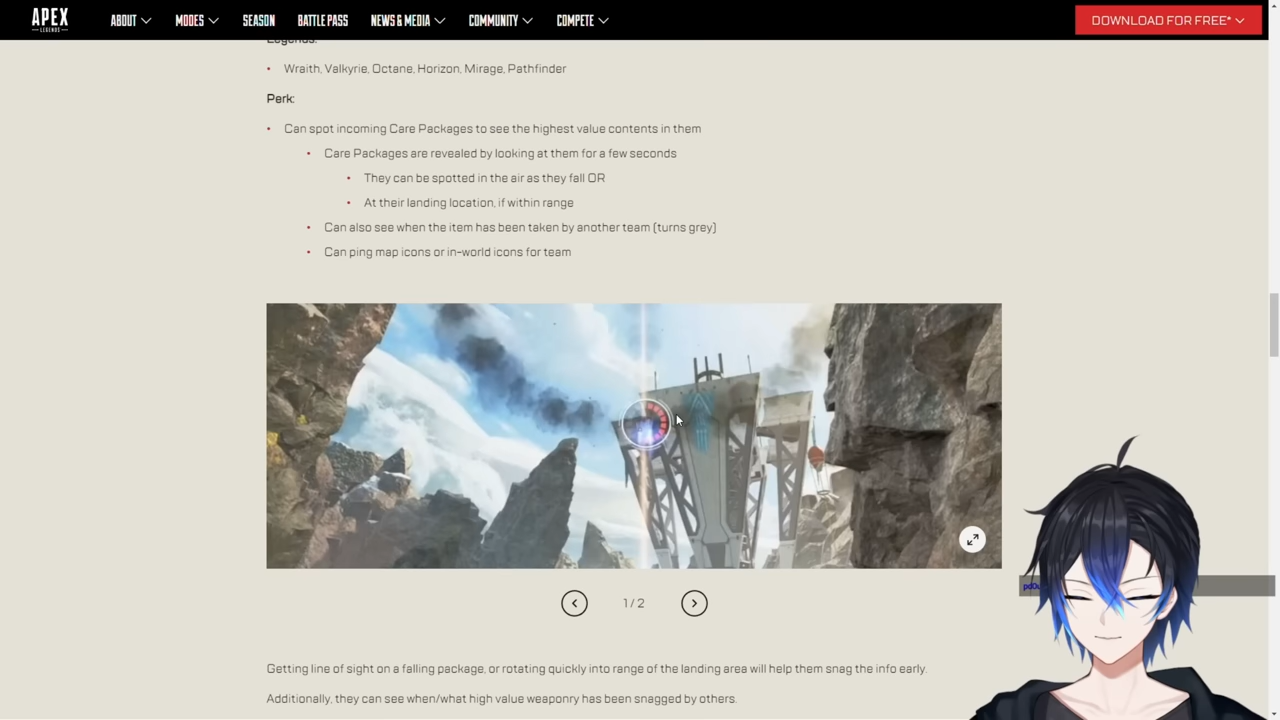 APEX
LEGENDS
ABOUT
MODES
SEASON
BATTLE PASS
NEWS & MEDIA
COMMUNITY
COMPETE
DOWNLOAD FOR FREE*
Legends:
Wraith, Valkyrie, Octane, Horizon, Mirage, Pathfinder
Perk:
Can spot incoming Care Packages to see the highest value contents in them
Care Packages are revealed by looking at them for a few seconds
They can be spotted in the air as they fall OR
At their landing location, if within range
Can also see when the item has been taken by another team (turns grey)
Can ping map icons or in-world icons for team
1 / 2
Getting line of sight on a falling package, or rotating quickly into range of the landing area will help them snag the info early.
Additionally, they can see when/what high value weaponry has been snagged by others.